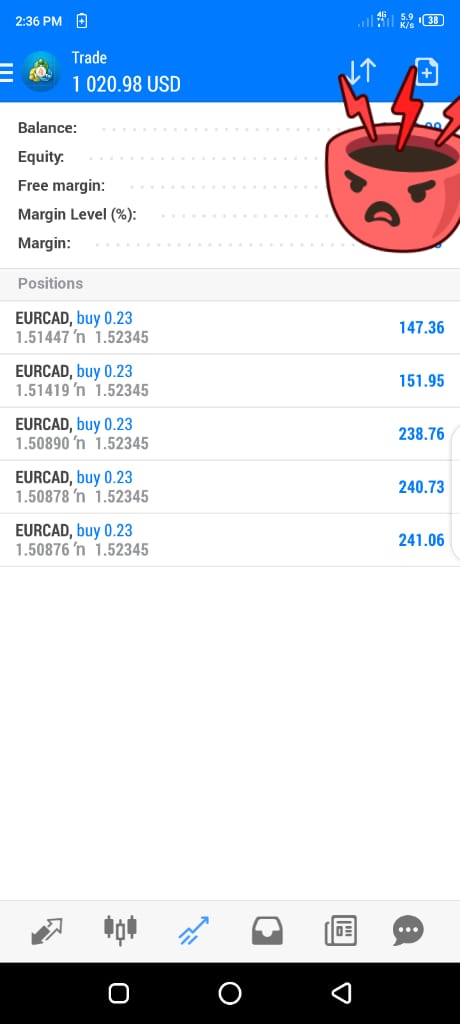 2:36 PM
4G
5.9
K/s
38
Trade
1 020.98 USD
Balance:
Equity:
Free margin:
Margin Level (%):
Margin:
Positions
EURCAD, buy 0.23
147.36
1.51447 ’n 1.52345
EURCAD, buy 0.23
151.95
1.51419 ’n 1.52345
EURCAD, buy 0.23
238.76
1.50890 ’n 1.52345
EURCAD, buy 0.23
240.73
1.50878 ’n 1.52345
EURCAD, buy 0.23
241.06
1.50876 ’n 1.52345